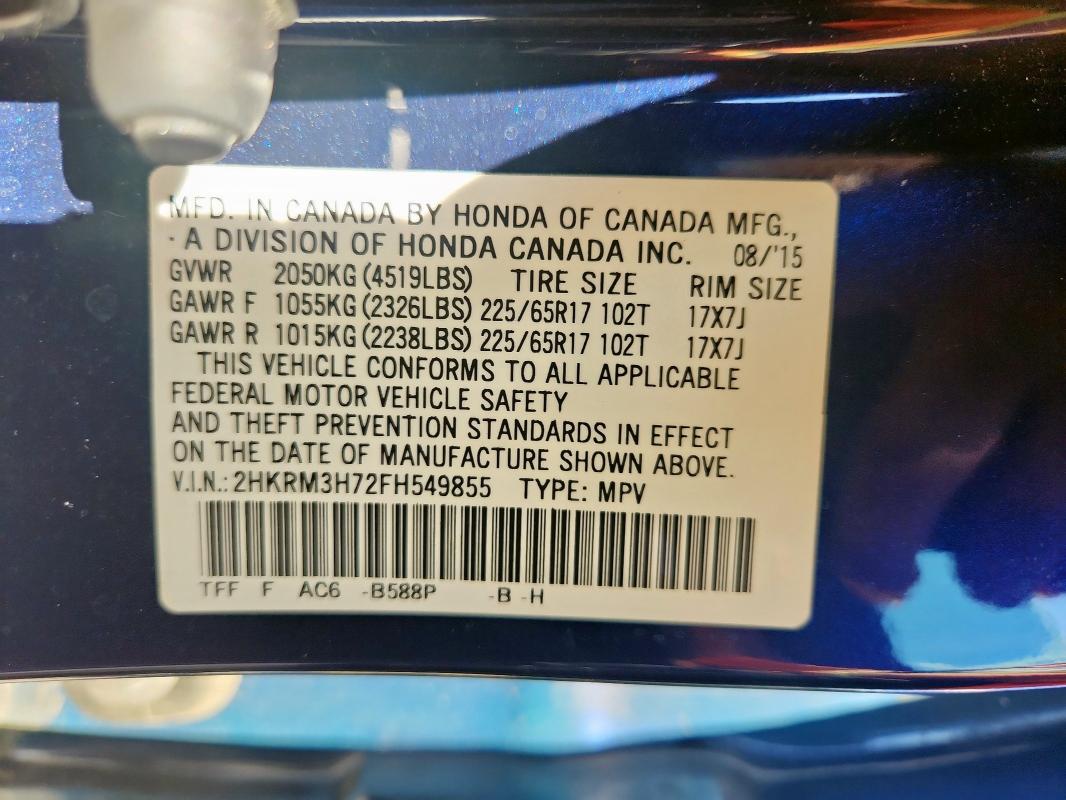 MFD. IN CANADA BY HONDA OF CANADA MFG.,
- A DIVISION OF HONDA CANADA INC. 08/'15
GVWR 2050KG (4519LBS) TIRE SIZE RIM SIZE
GAWR F 1055KG (2326LBS) 225/65R17 102T 17X7J
GAWR R 1015KG (2238LBS) 225/65R17 102T 17X7J
THIS VEHICLE CONFORMS TO ALL APPLICABLE
FEDERAL MOTOR VEHICLE SAFETY
AND THEFT PREVENTION STANDARDS IN EFFECT
ON THE DATE OF MANUFACTURE SHOWN ABOVE.
V.I.N.: 2HKRM3H72FH549855 TYPE: MPV
TFF F AC6 -B588P -B -H